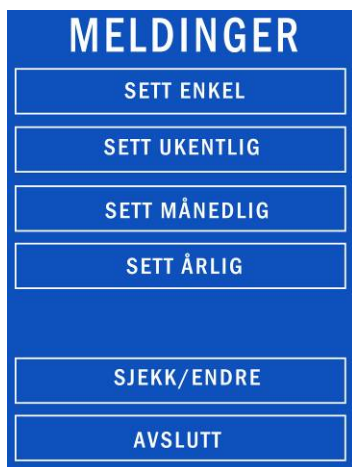 MELDINGER
SETT ENKEL
SETT UKENTLIG
SETT MÅNEDLIG
SETT ÅRLIG
SJEKK/ENDRE
AVSLUTT